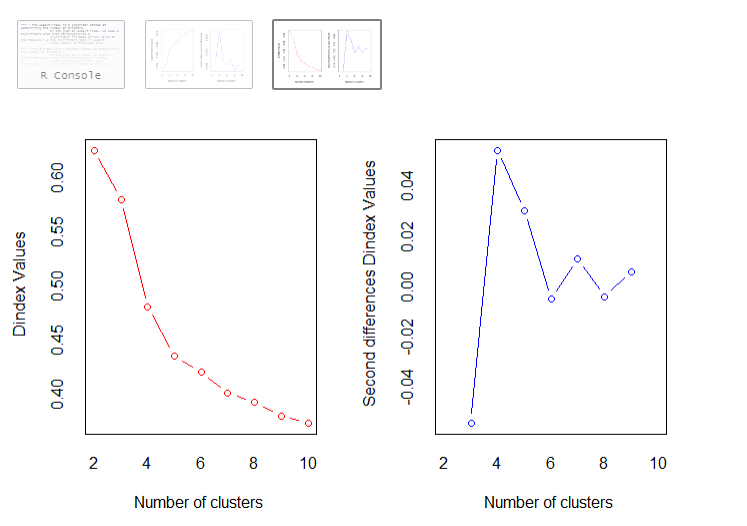 R Console
Dindex Values
0.40 0.45 0.50 0.55 0.60
2 4 6 8 10
Number of clusters
Second differences Dindex Values
-0.04 -0.02 0.00 0.02 0.04
2 4 6 8 10
Number of clusters